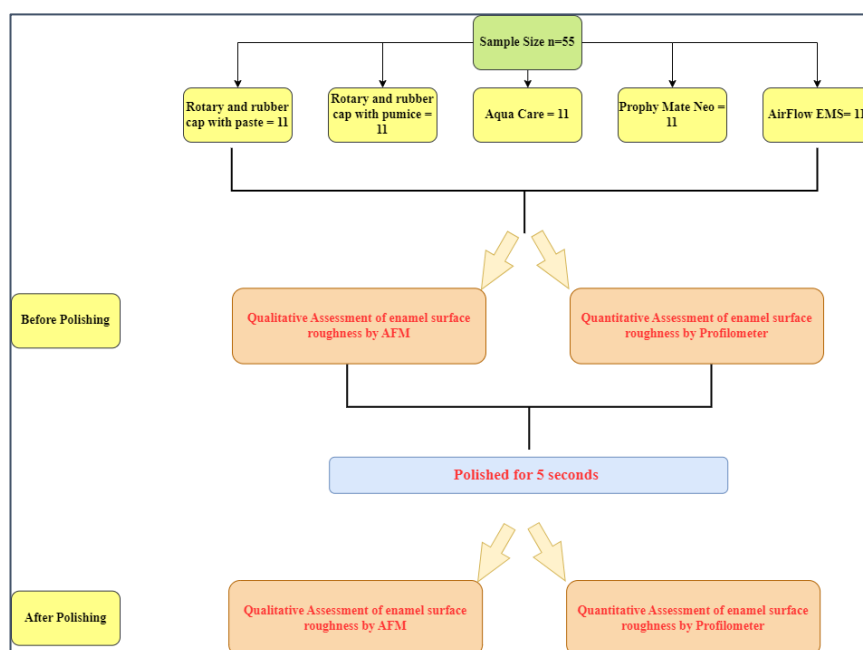 Sample Size n=55
Rotary and rubber
cap with paste = 11
Rotary and rubber
cap with pumice =
11
Aqua Care = 11
Prophy Mate Neo =
11
AirFlow EMS= 11
Before Polishing
Qualitative Assessment of enamel surface
roughness by AFM
Quantitative Assessment of enamel surface
roughness by Profilometer
Polished for 5 seconds
After Polishing
Qualitative Assessment of enamel surface
roughness by AFM
Quantitative Assessment of enamel surface
roughness by Profilometer